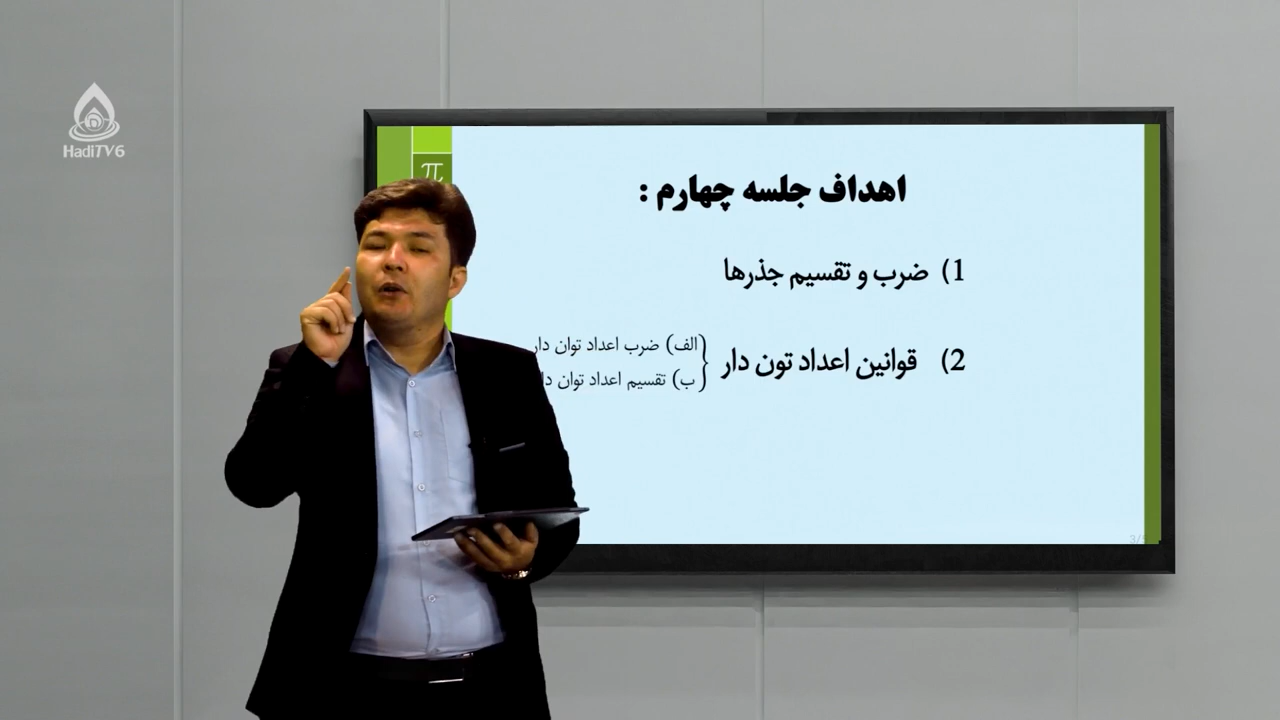 HadiTV6
π
اهداف جلسه چهارم :
1) ضرب و تقسیم جذرها
2) قوانین اعداد تون دار
الف) ضرب اعداد توان دار
ب) تقسیم اعداد توان